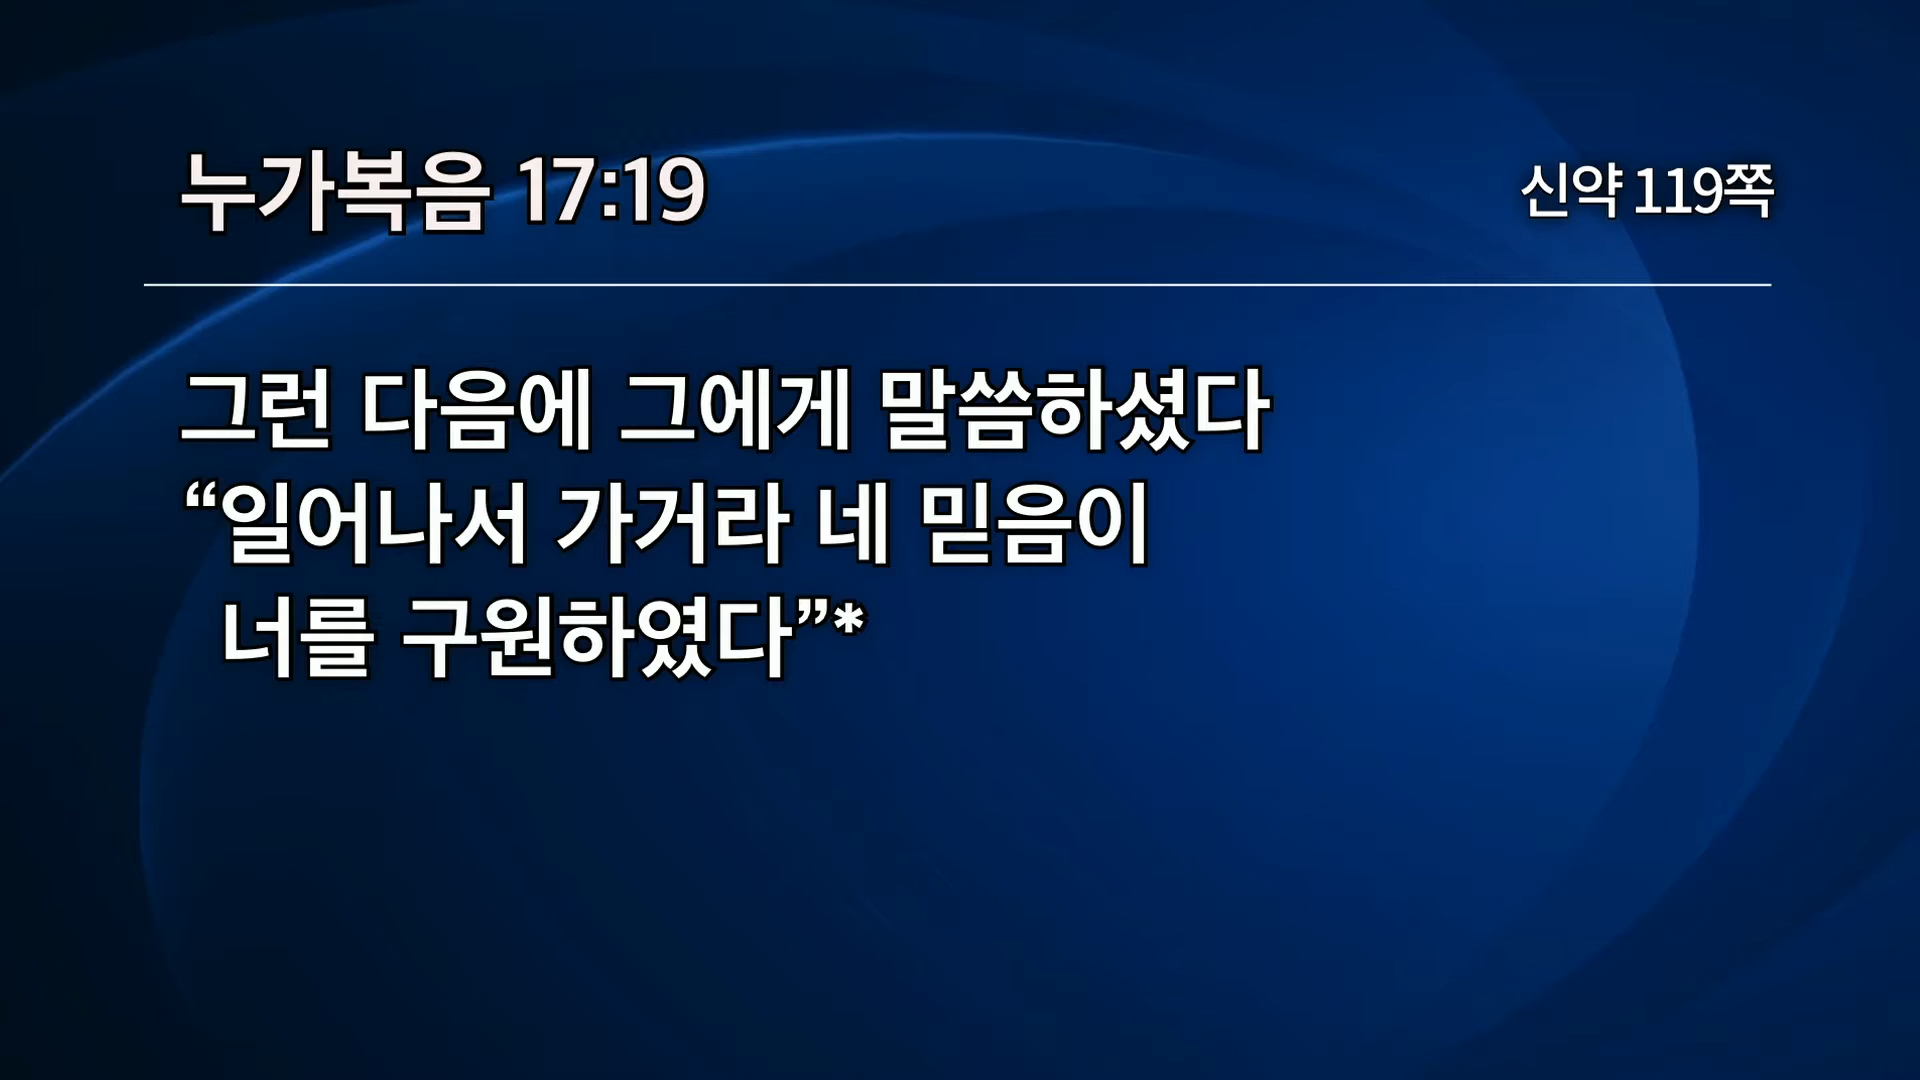 누가복음 17:19
신약 119쪽
그런 다음에 그에게 말씀하셨다
“일어나서 가거라 네 믿음이
너를 구원하였다”*